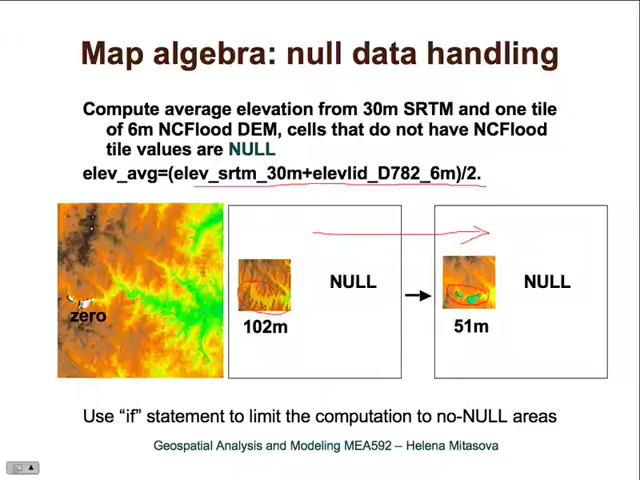 Map algebra: null data handling
Compute average elevation from 30m SRTM and one tile
of 6m NCFlood DEM, cells that do not have NCFlood
tile values are NULL
elev_avg=(elev_srtm_30m+elevlid_D782_6m)/2.
zero
NULL
102m
NULL
51m
Use “if” statement to limit the computation to no-NULL areas
Geospatial Analysis and Modeling MEA592 – Helena Mitasova